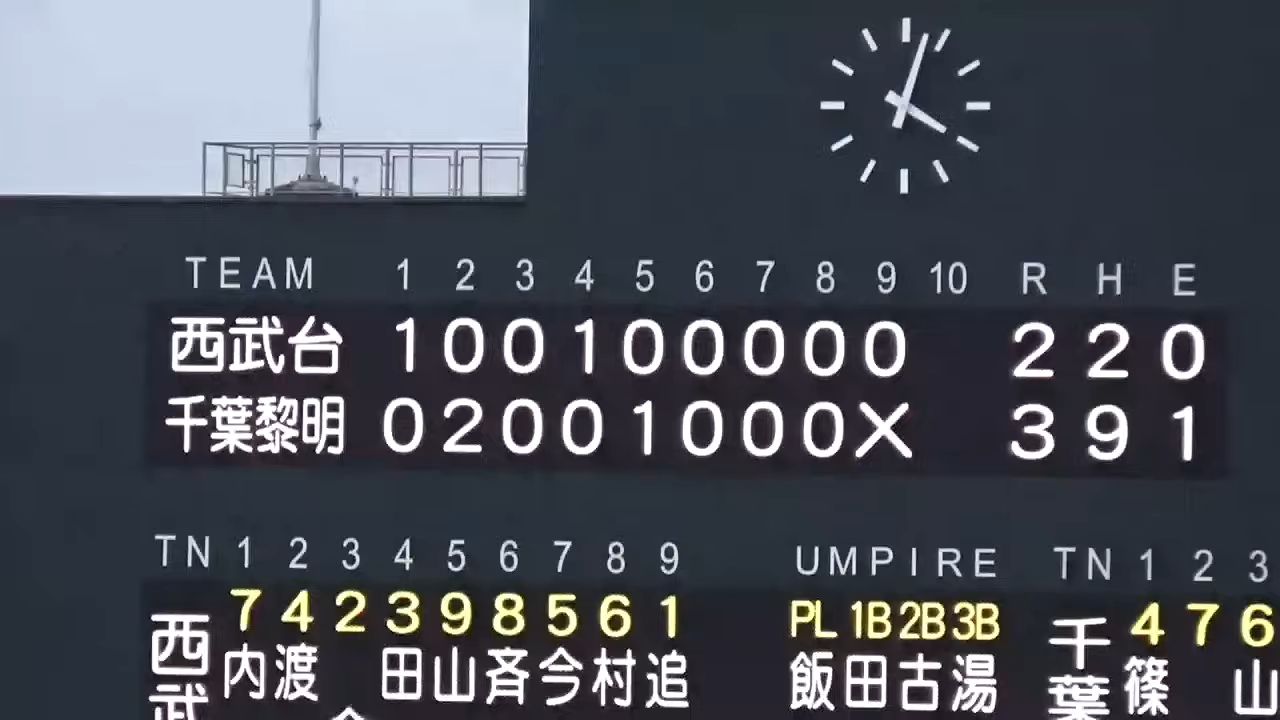 TEAM 1 2 3 4 5 6 7 8 9 10 R H E
西武台 1 0 0 1 0 0 0 0 0 2 2 0
千葉黎明 0 2 0 0 1 0 0 0 X 3 9 1
TN 1 2 3 4 5 6 7 8 9 UMPIRE TN 1 2 3
7 4 2 3 9 8 5 6 1 PL 1B 2B 3B 4 7 6
西武 内 渡 田 山 斉 今 村 追 飯 田 古 湯 千葉 篠 山